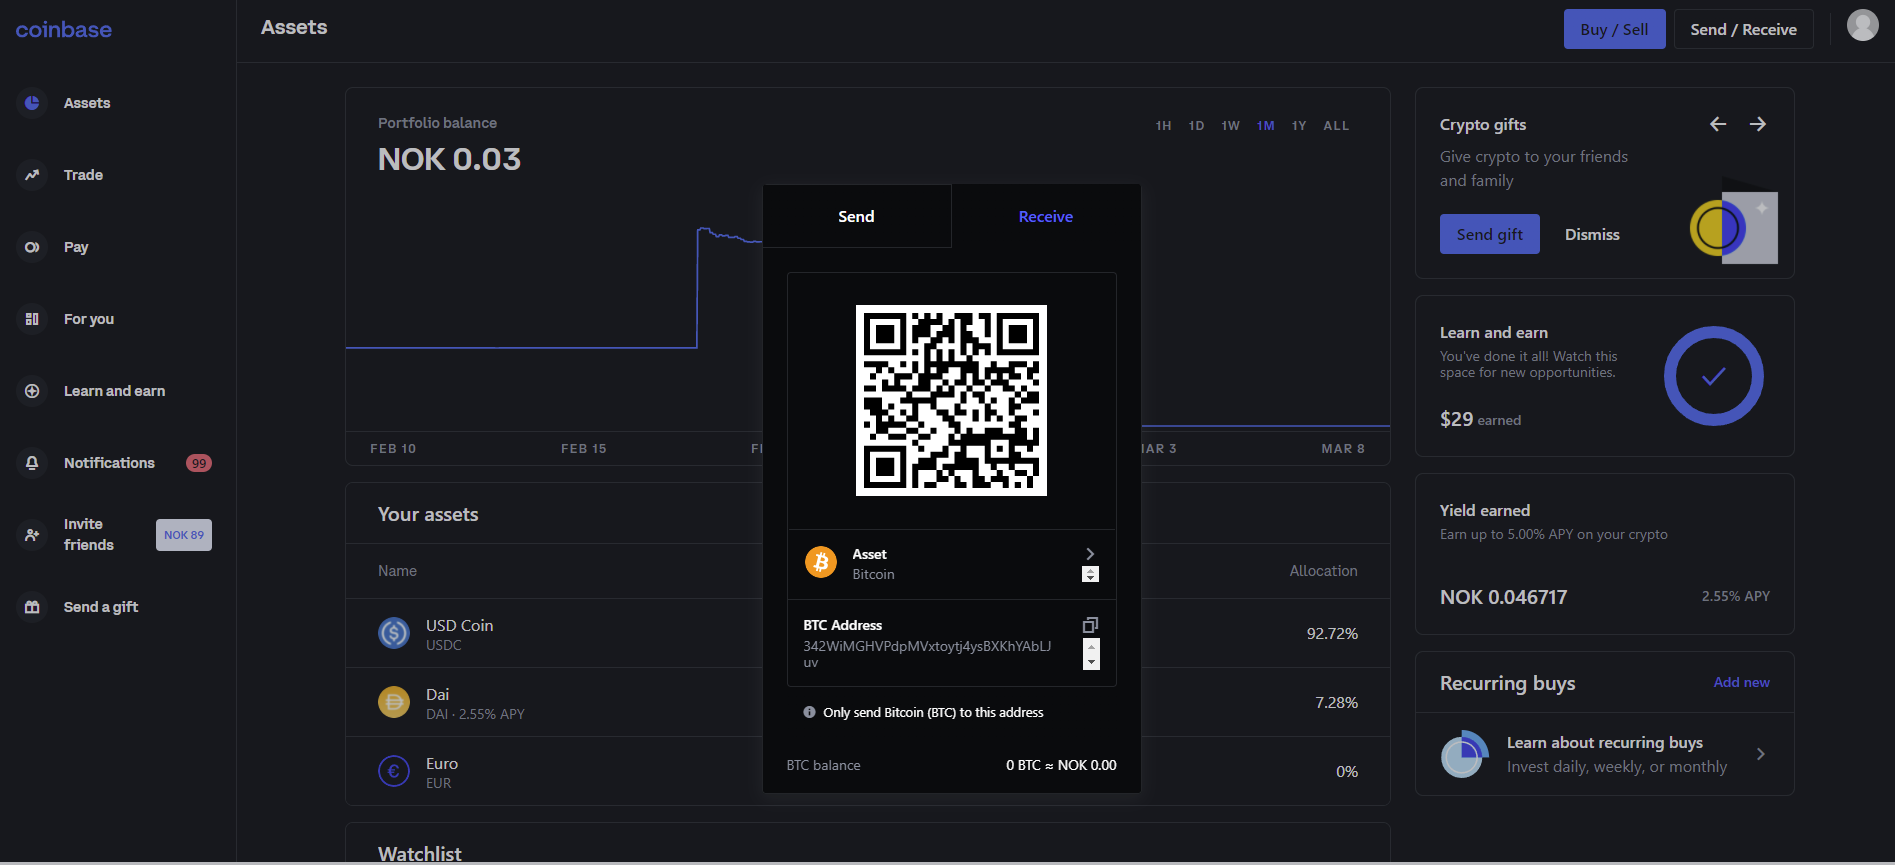 coinbase
Assets
Buy / Sell
Send / Receive
Assets
Trade
Pay
For you
Learn and earn
Notifications
99
Invite
friends
NOK 89
Send a gift
Portfolio balance
NOK 0.03
1H 1D 1W 1M 1Y ALL
FEB 10 FEB 15
MAR 8
Your assets
Name
Allocation
USD Coin
USDC
92.72%
Dai
DAI · 2.55% APY
7.28%
Euro
EUR
0%
Watchlist
Send
Receive
Asset
Bitcoin
BTC Address
342WiMGHVPdpMVxtoytj4ysBXKhYAbLJ
uv
Only send Bitcoin (BTC) to this address
BTC balance
0 BTC ≈ NOK 0.00
Crypto gifts
Give crypto to your friends
and family
Send gift
Dismiss
Learn and earn
You've done it all! Watch this
space for new opportunities.
$29 earned
Yield earned
Earn up to 5.00% APY on your crypto
NOK 0.046717
2.55% APY
Recurring buys
Add new
Learn about recurring buys
Invest daily, weekly, or monthly